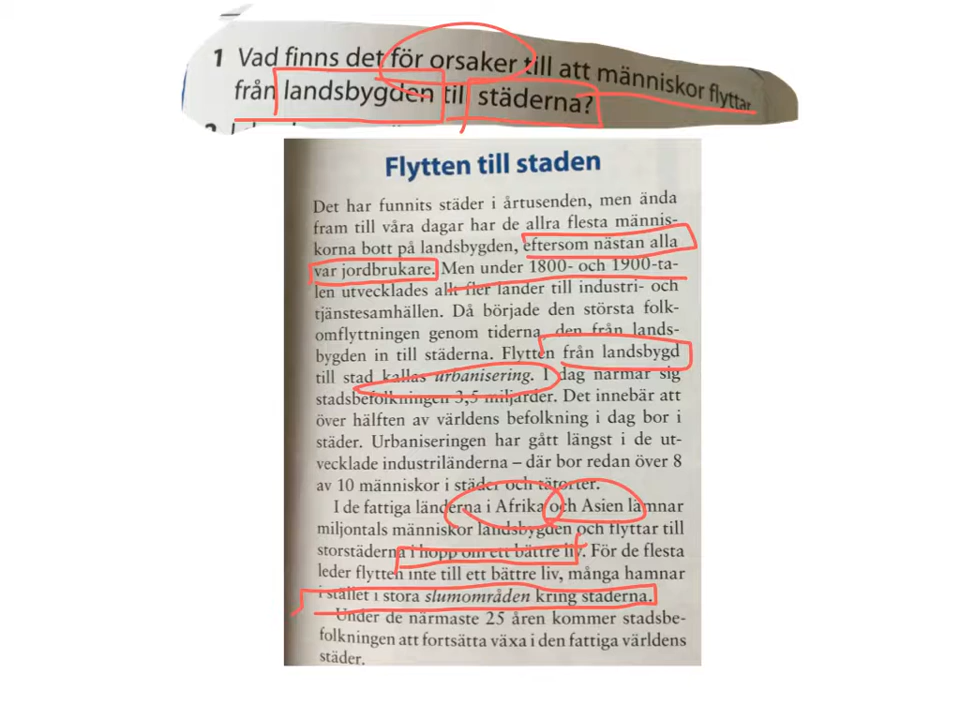 1 Vad finns det för orsaker till att människor flyttar
från landsbygden till städerna?
Flytten till staden
Det har funnits städer i årtusenden, men ända
fram till våra dagar har de allra flesta männis-
korna bott på landsbygden, eftersom nästan alla
var jordbrukare. Men under 1800- och 1900-ta-
len utvecklades allt fler länder till industri- och
tjänstesamhällen. Då började den största folk-
omflyttningen genom tiderna, den från lands-
bygden in till städerna. Flytten från landsbygd
till stad kallas urbanisering. I dag närmar sig
stadsbefolkningen 3,5 miljarder. Det innebär att
över hälften av världens befolkning i dag bor i
städer. Urbaniseringen har gått längst i de ut-
vecklade industriländerna – där bor redan över 8
av 10 människor i städer och tätorter.
I de fattiga länderna i Afrika och Asien lämnar
miljontals människor landsbygden och flyttar till
storstäderna i hopp om ett bättre liv. För de flesta
leder flytten inte till ett bättre liv, många hamnar
i stället i stora slumområden kring städerna.
Under de närmaste 25 åren kommer stadsbe-
folkningen att fortsätta växa i den fattiga världens
städer.